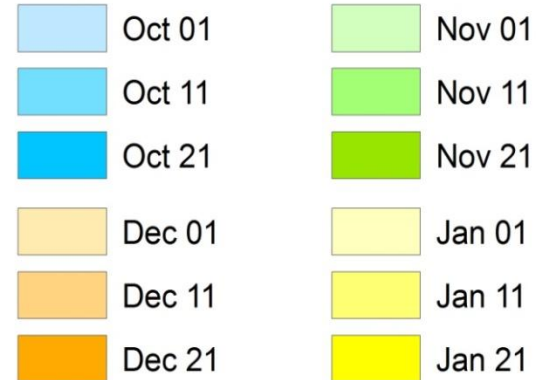 Oct 01
Oct 11
Oct 21
Dec 01
Dec 11
Dec 21
Nov 01
Nov 11
Nov 21
Jan 01
Jan 11
Jan 21